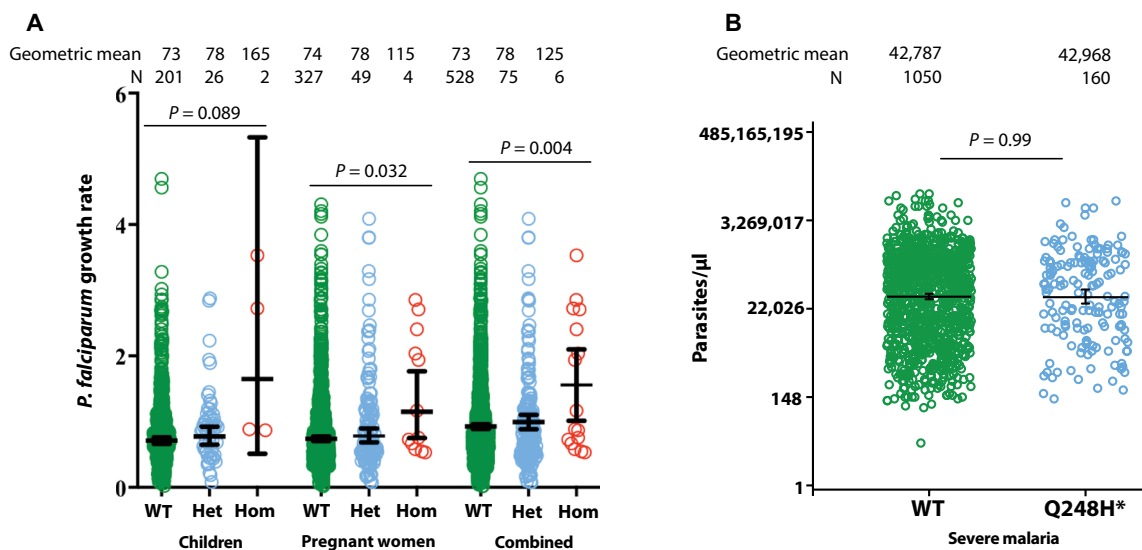 A
Geometric mean 73 78 165 74 78 115 73 78 125
N 201 26 2 327 49 4 528 75 6
6
P = 0.089
P = 0.032
P = 0.004
4
2
0
P. falciparum growth rate
WT Het Hom WT Het Hom WT Het Hom
Children Pregnant women Combined
B
Geometric mean 42,787 42,968
N 1050 160
485,165,195
P = 0.99
3,269,017
22,026
148
1
Parasites/µl
WT Q248H*
Severe malaria